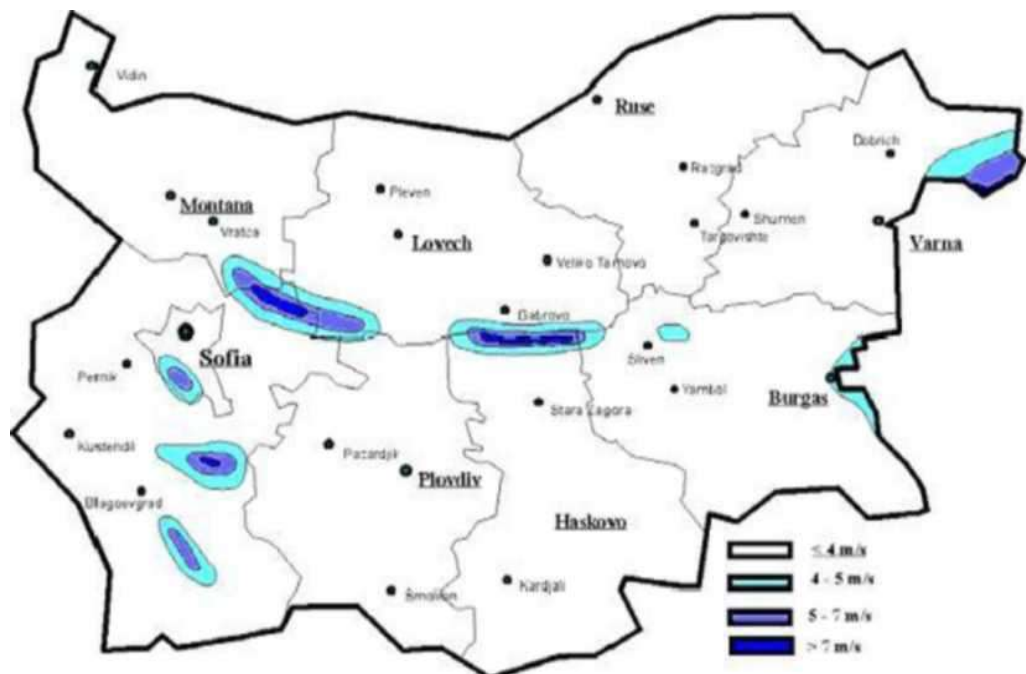 Vidin
Ruse
Dobrich
Razgrad
Pleven
Montana
Shumen
Vratca
Targovishte
Varna
Lovech
Veliko Tarnovo
Gabrovo
Sofia
Sliven
Pernik
Yambol
Burgas
Stara Zagora
Kustendil
Pazardjik
Plovdiv
Blagoevgrad
Haskovo
≤ 4 m/s
4 - 5 m/s
Smolian
Kardjali
5 - 7 m/s
> 7 m/s